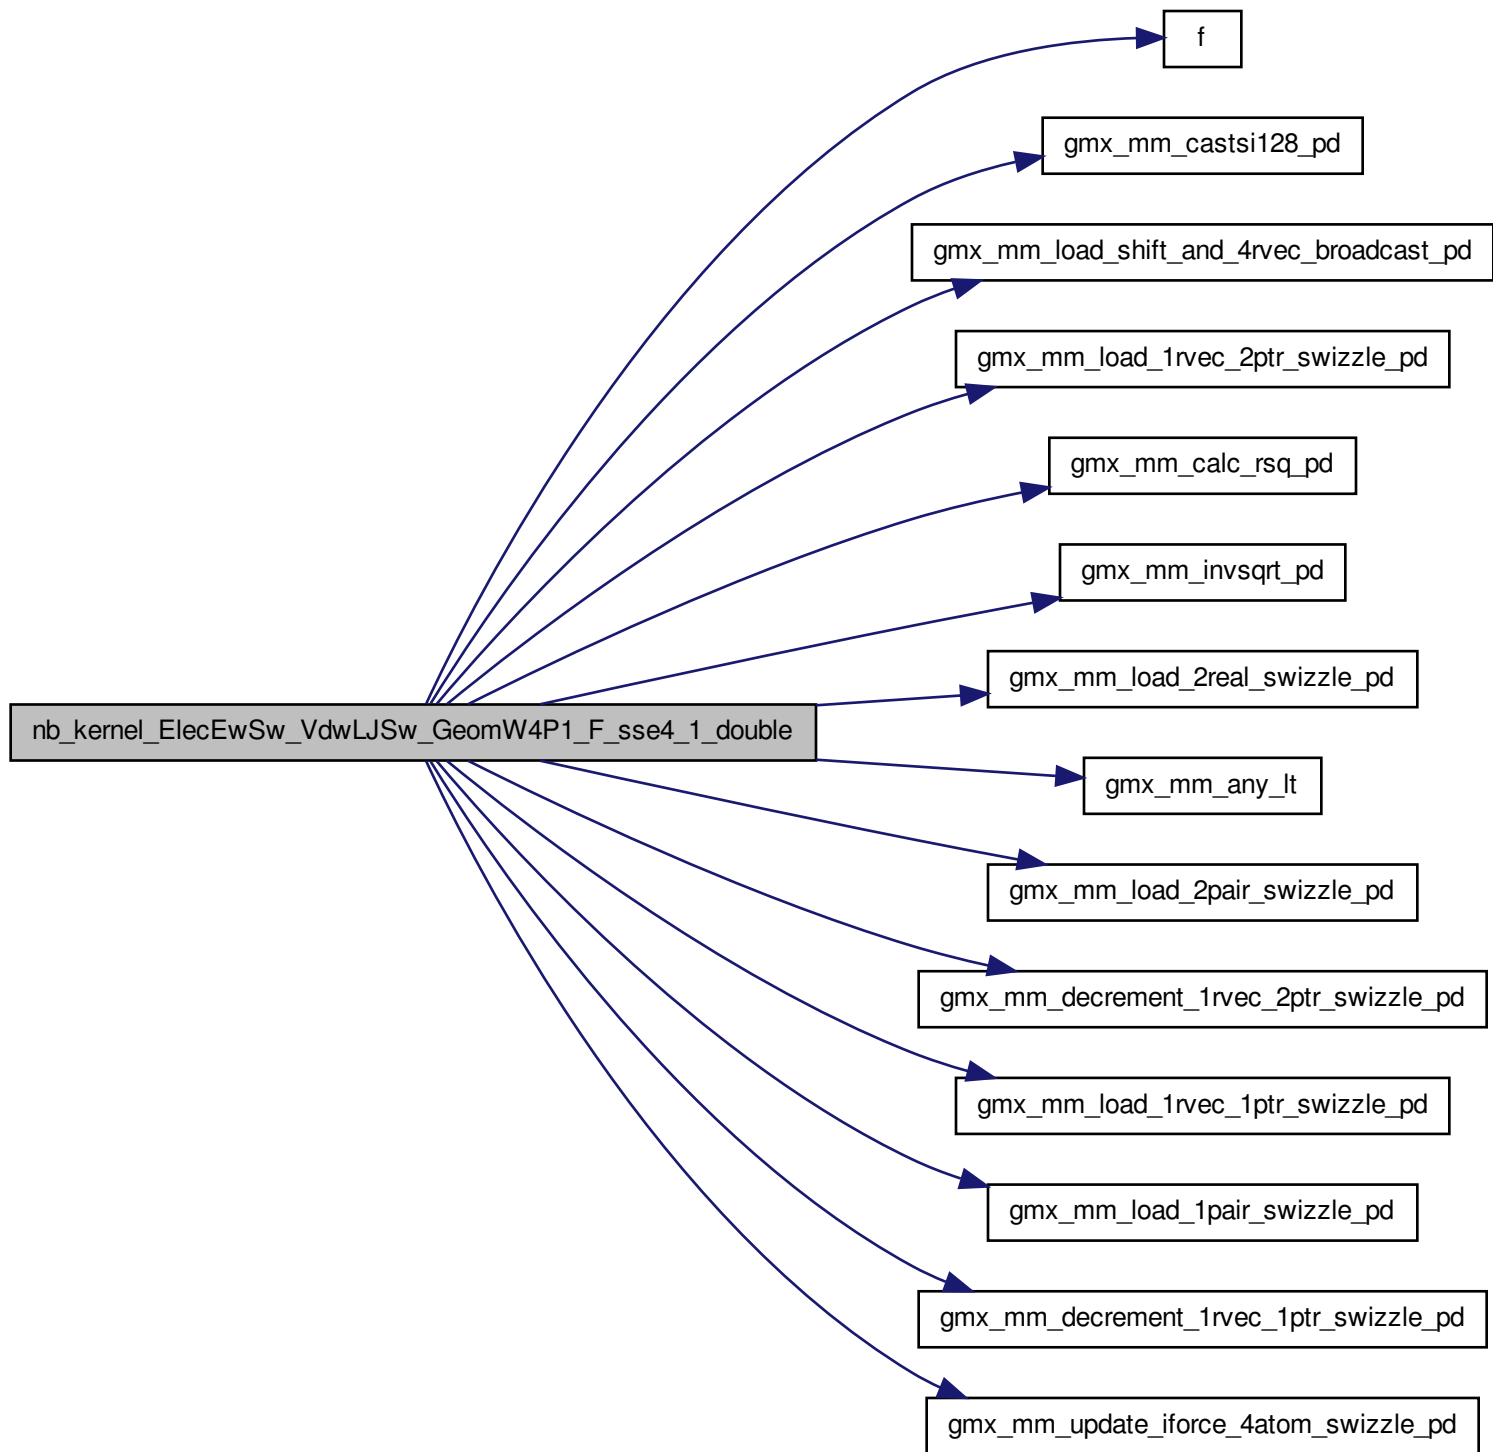 f
gmx_mm_castsi128_pd
gmx_mm_load_shift_and_4rvec_broadcast_pd
gmx_mm_load_1rvec_2ptr_swizzle_pd
gmx_mm_calc_rsq_pd
gmx_mm_invsqrt_pd
gmx_mm_load_2real_swizzle_pd
nb_kernel_ElecEwSw_VdwLJSw_GeomW4P1_F_sse4_1_double
gmx_mm_any_lt
gmx_mm_load_2pair_swizzle_pd
gmx_mm_decrement_1rvec_2ptr_swizzle_pd
gmx_mm_load_1rvec_1ptr_swizzle_pd
gmx_mm_load_1pair_swizzle_pd
gmx_mm_decrement_1rvec_1ptr_swizzle_pd
gmx_mm_update_iforce_4atom_swizzle_pd